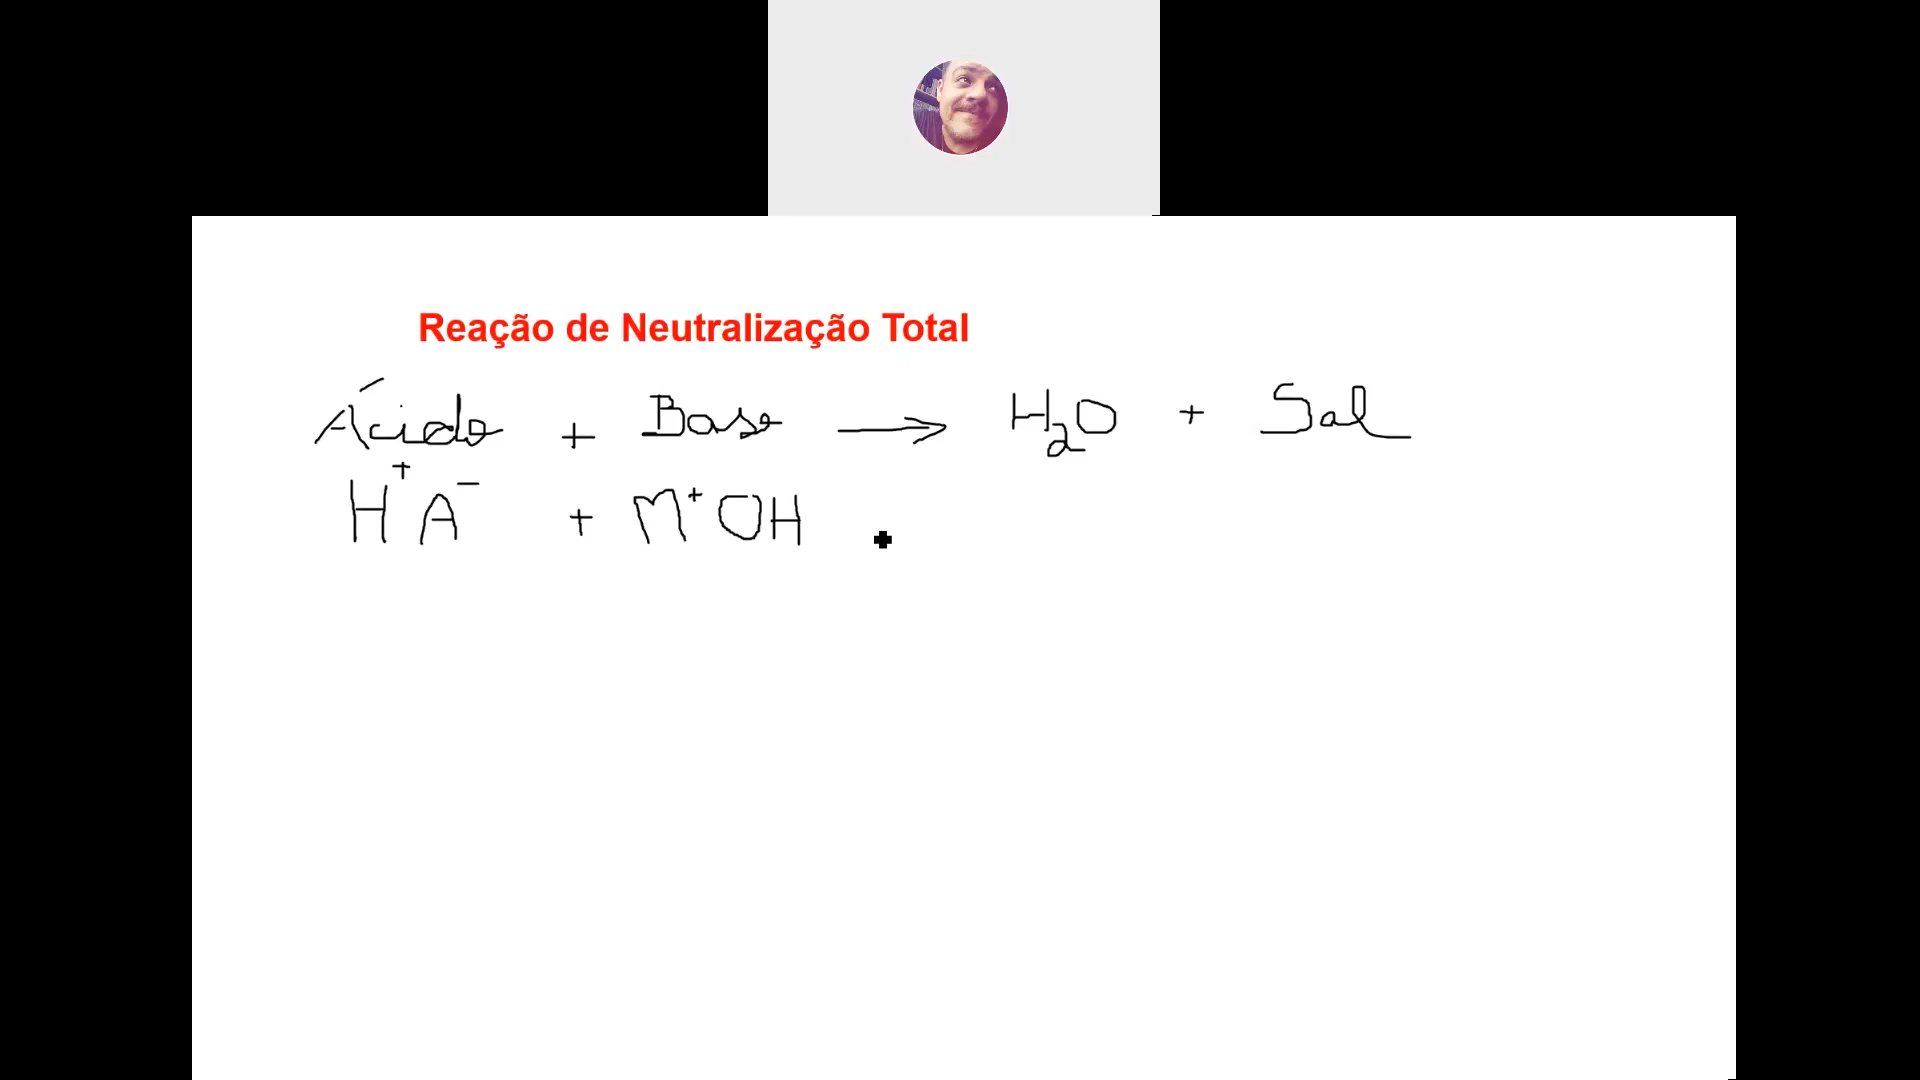 Reação de Neutralização Total
Ácido + Base → H₂O + Sal
H⁺A⁻ + M⁺OH